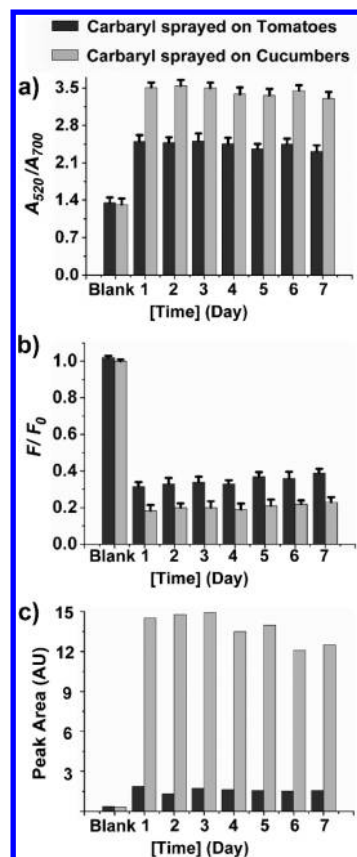 Carbaryl sprayed on Tomatoes
Carbaryl sprayed on Cucumbers
a)
A520/A700
3.5
2.8
2.1
1.4
0.7
0.0
Blank 1 2 3 4 5 6 7
[Time] (Day)
b)
F/F0
1.0
0.8
0.6
0.4
0.2
0.0
Blank 1 2 3 4 5 6 7
[Time] (Day)
c)
Peak Area (AU)
15
12
9
6
3
Blank 1 2 3 4 5 6 7
[Time] (Day)